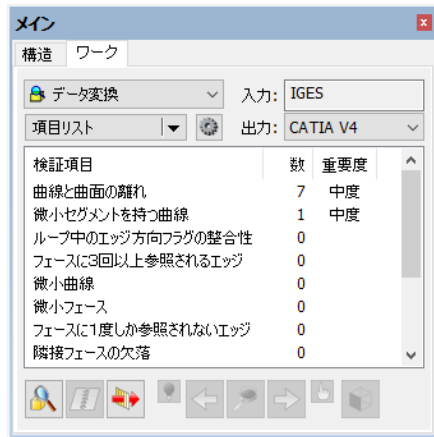 メイン
構造 ワーク
データ変換 入力: IGES
項目リスト 出力: CATIA V4
検証項目 数 重要度
曲線と曲面の離れ 7 中度
微小セグメントを持つ曲線 1 中度
ループ中のエッジ方向フラグの整合性 0
フェースに3回以上参照されるエッジ 0
微小曲線 0
微小フェース 0
フェースに1度しか参照されないエッジ 0
隣接フェースの欠落 0